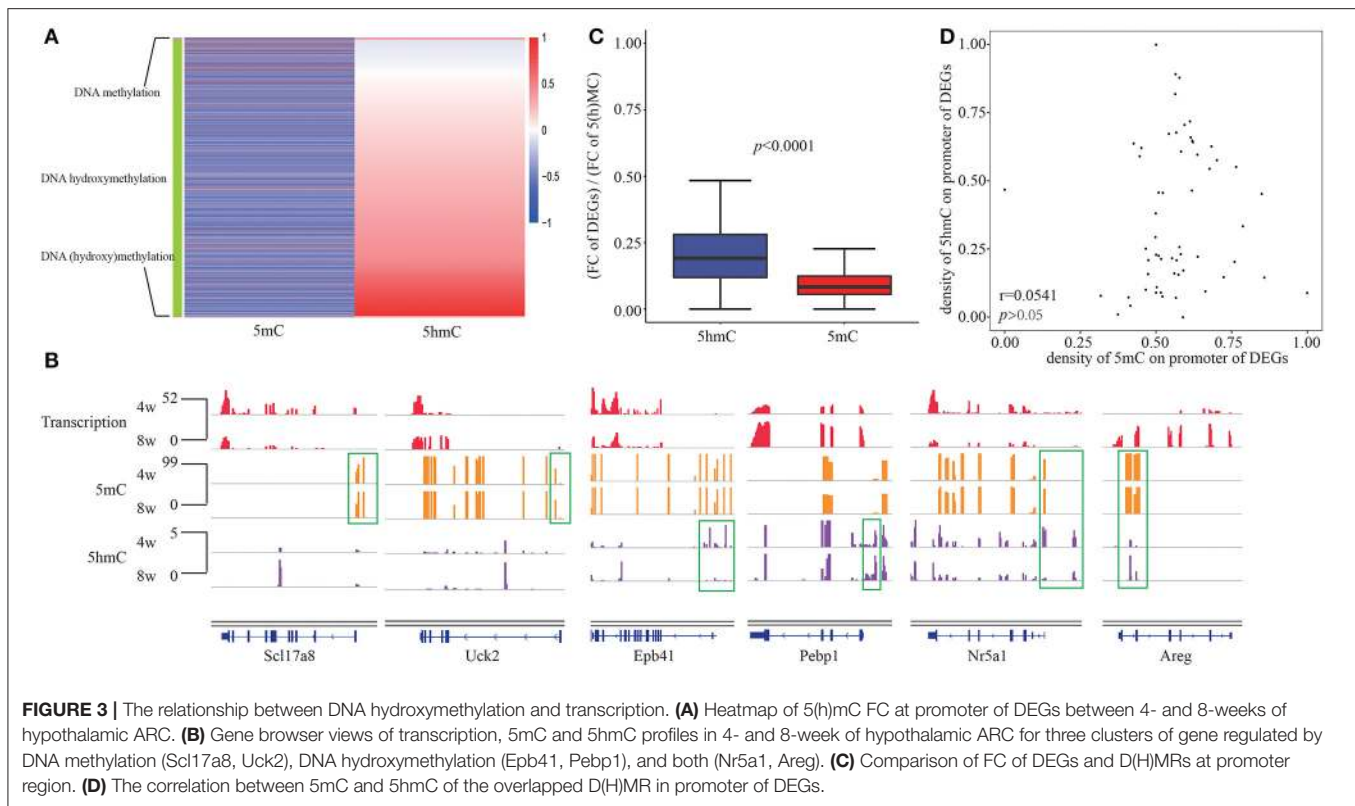 A
DNA methylation
DNA hydroxymethylation
DNA (hydroxy)methylation
5mC
5hmC
1
0.5
0
−0.5
−1
C
(FC of DEGs) / (FC of 5(h)MC)
1.00
0.75
0.50
0.25
0.00
p<0.0001
5hmC
5mC
D
density of 5hmC on promoter of DEGs
1.00
0.75
0.50
0.25
0.00
r=0.0541
p>0.05
0.00
0.25
0.50
0.75
1.00
density of 5mC on promoter of DEGs
B
Transcription
52
0
4w
8w
5mC
99
0
4w
8w
5hmC
5
0
4w
8w
Scl17a8
Uck2
Epb41
Pebp1
Nr5a1
Areg
FIGURE 3 | The relationship between DNA hydroxymethylation and transcription. (A) Heatmap of 5(h)mC FC at promoter of DEGs between 4- and 8-weeks of
hypothalamic ARC. (B) Gene browser views of transcription, 5mC and 5hmC profiles in 4- and 8-week of hypothalamic ARC for three clusters of gene regulated by
DNA methylation (Scl17a8, Uck2), DNA hydroxymethylation (Epb41, Pebp1), and both (Nr5a1, Areg). (C) Comparison of FC of DEGs and D(H)MRs at promoter
region. (D) The correlation between 5mC and 5hmC of the overlapped D(H)MR in promoter of DEGs.